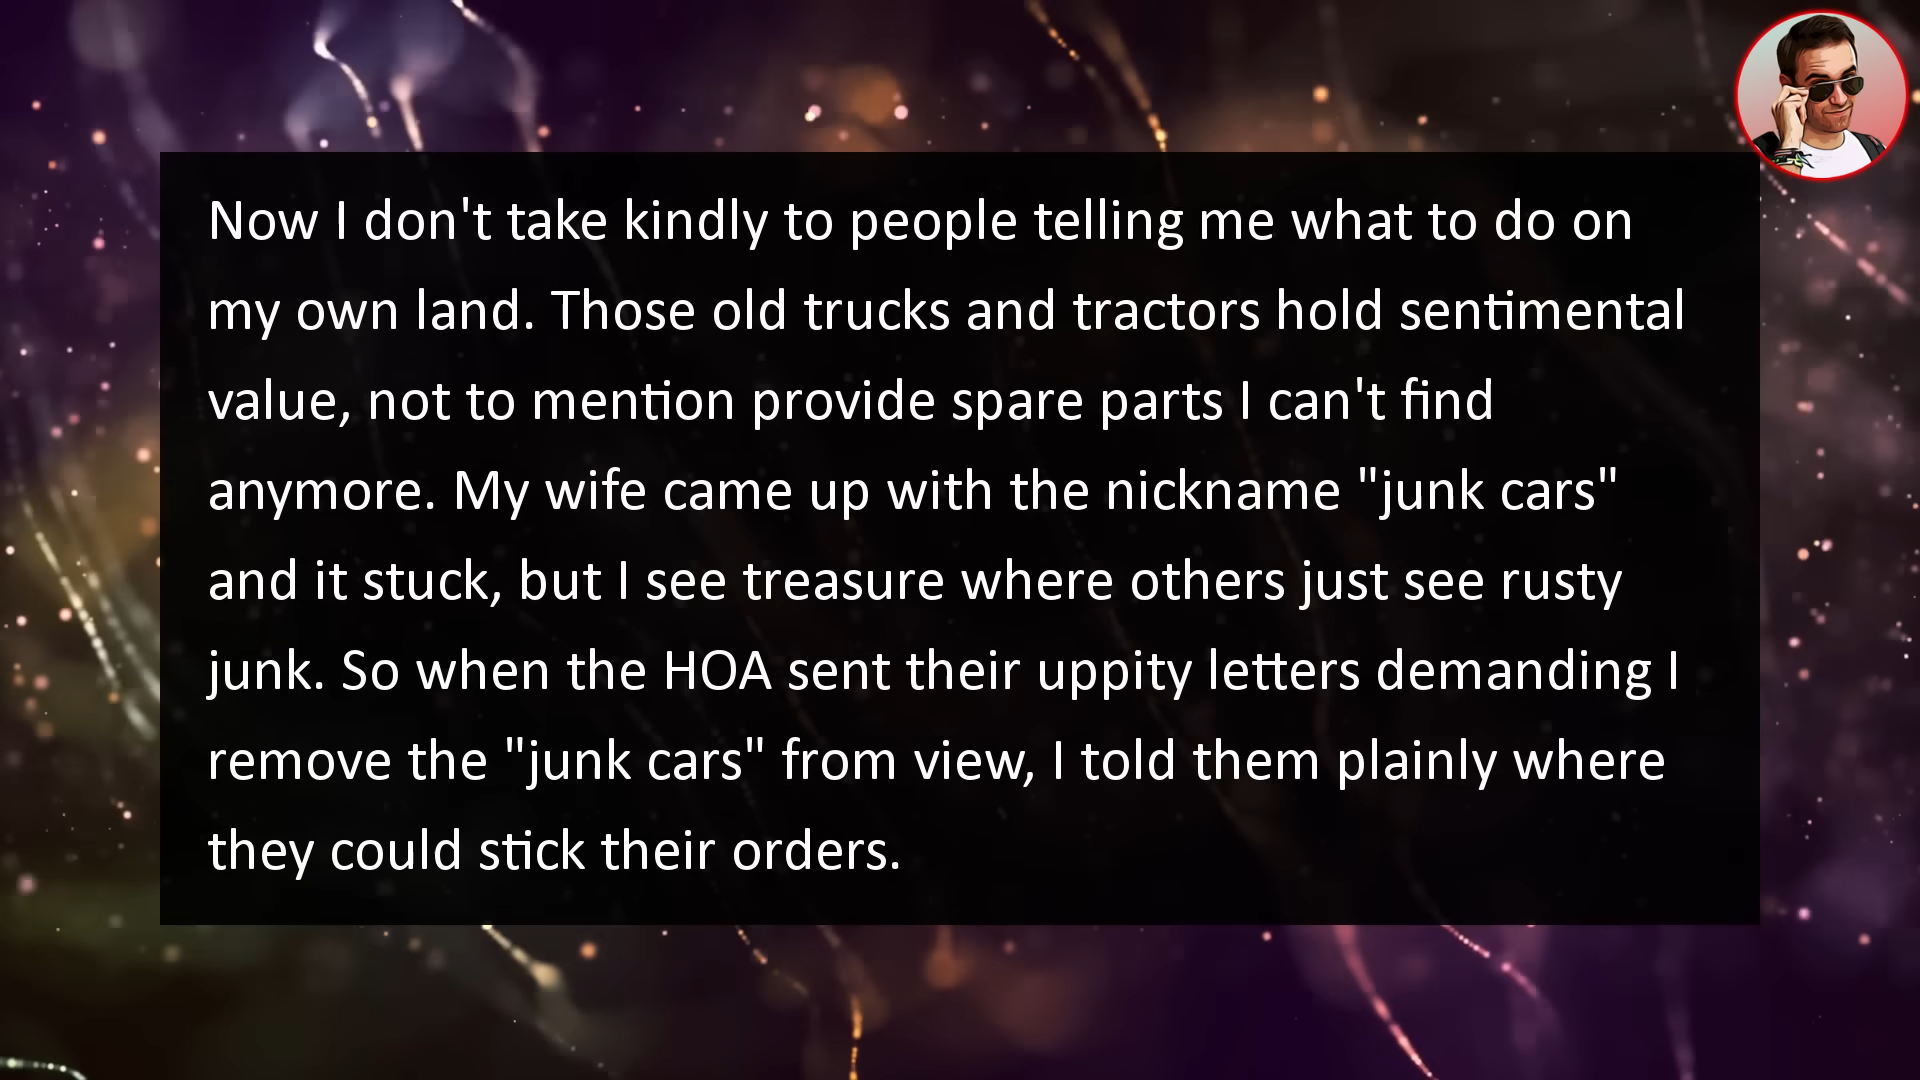 Now I don't take kindly to people telling me what to do on
my own land. Those old trucks and tractors hold sentimental
value, not to mention provide spare parts I can't find
anymore. My wife came up with the nickname "junk cars"
and it stuck, but I see treasure where others just see rusty
junk. So when the HOA sent their uppity letters demanding I
remove the "junk cars" from view, I told them plainly where
they could stick their orders.